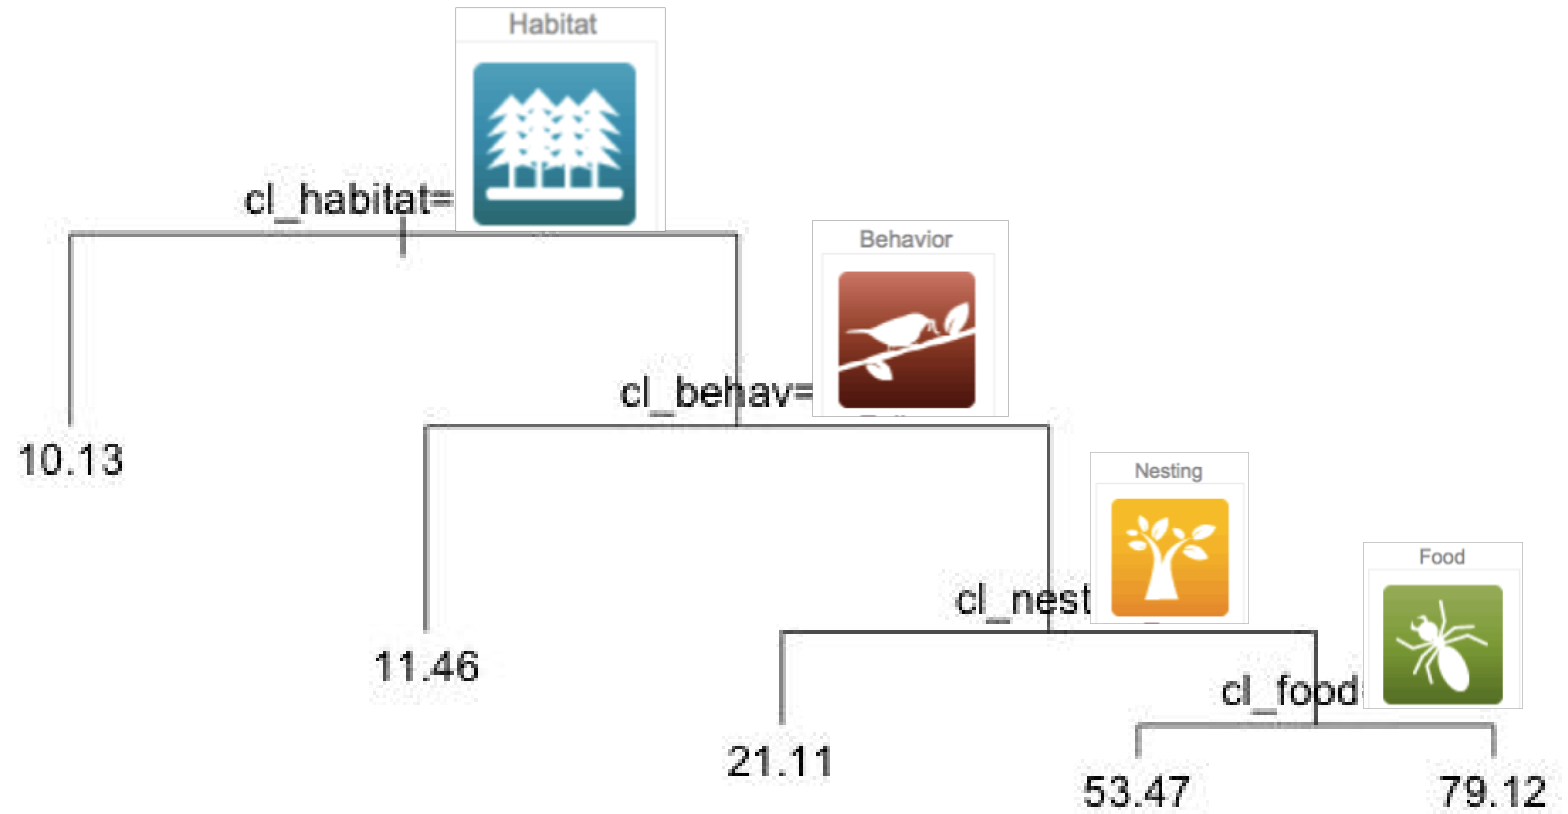 Habitat
cl_habitat=
Behavior
cl_behav=
10.13
Nesting
cl_nest
Food
11.46
cl_food
21.11
53.47
79.12